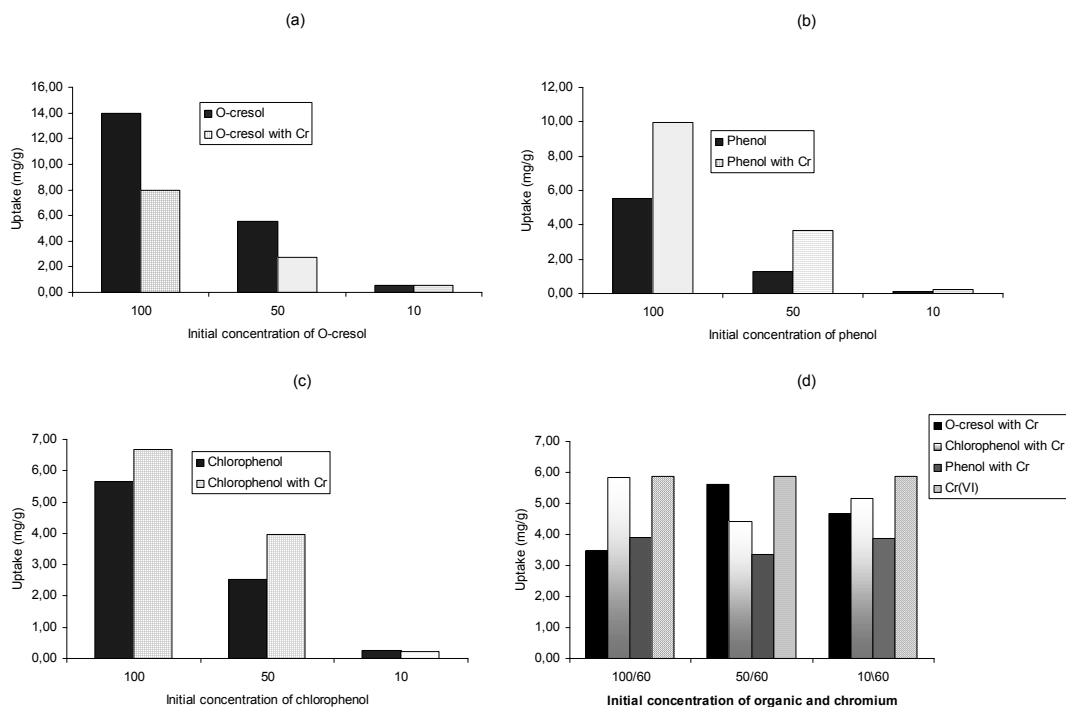 (a)
16,00
14,00
12,00
10,00
8,00
6,00
4,00
2,00
0,00
Uptake (mg/g)
O-cresol
O-cresol with Cr
100 50 10
Initial concentration of O-cresol
(b)
12,00
10,00
8,00
6,00
4,00
2,00
0,00
Uptake (mg/g)
Phenol
Phenol with Cr
100 50 10
Initial concentration of phenol
(c)
7,00
6,00
5,00
4,00
3,00
2,00
1,00
0,00
Uptake (mg/g)
Chlorophenol
Chlorophenol with Cr
100 50 10
Initial concentration of chlorophenol
(d)
O-cresol with Cr
Chlorophenol with Cr
Phenol with Cr
Cr(VI)
7,00
6,00
5,00
4,00
3,00
2,00
1,00
0,00
Uptake (mg/g)
100/60 50/60 10\60
Initial concentration of organic and chromium